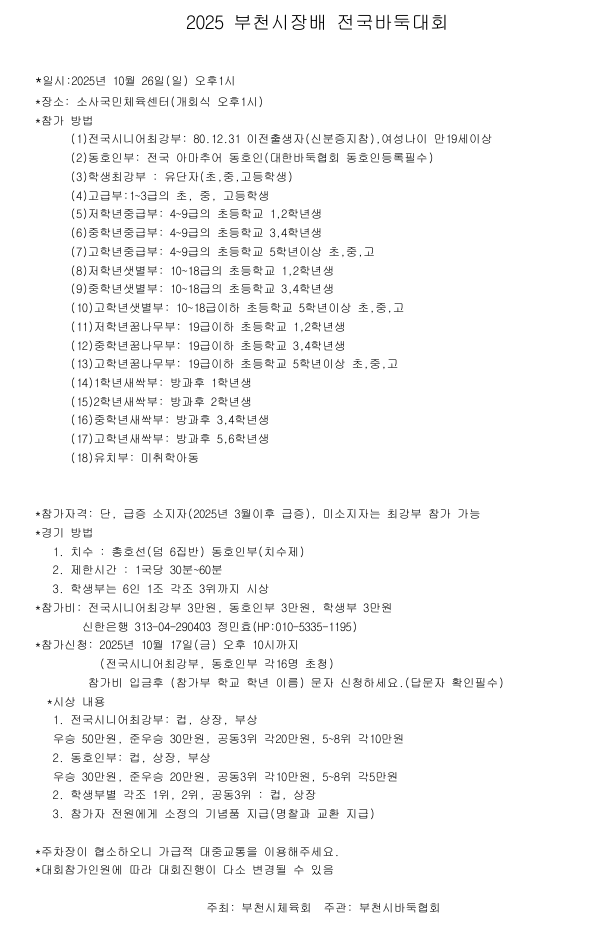 2025 부천시장배 전국바둑대회
*일시:2025년 10월 26일(일) 오후1시
*장소: 소사국민체육센터(개회식 오후1시)
*참가 방법
(1)전국시니어최강부: 80.12.31 이전출생자(신분증지참).여성나이 만19세이상
(2)동호인부: 전국 아마추어 동호인(대한바둑협회 동호인등록필수)
(3)학생최강부 : 유단자(초.중.고등학생)
(4)고급부:1~3급의 초, 중, 고등학생
(5)저학년중급부: 4~9급의 초등학교 1,2학년생
(6)중학년중급부: 4~9급의 초등학교 3,4학년생
(7)고학년중급부: 4~9급의 초등학교 5학년이상 초,중,고
(8)저학년샛별부: 10~18급의 초등학교 1,2학년생
(9)중학년샛별부: 10~18급의 초등학교 3,4학년생
(10)고학년샛별부: 10~18급이하 초등학교 5학년이상 초,중,고
(11)저학년꿈나무부: 19급이하 초등학교 1,2학년생
(12)중학년꿈나무부: 19급이하 초등학교 3,4학년생
(13)고학년꿈나무부: 19급이하 초등학교 5학년이상 초,중,고
(14)1학년새싹부: 방과후 1학년생
(15)2학년새싹부: 방과후 2학년생
(16)중학년새싹부: 방과후 3,4학년생
(17)고학년새싹부: 방과후 5,6학년생
(18)유치부: 미취학아동
*참가자격: 단, 급증 소지자(2025년 3월이후 급증), 미소지자는 최강부 참가 가능
*경기 방법
1. 치수 : 총호선(덤 6집반) 동호인부(치수제)
2. 제한시간 : 1국당 30분~60분
3. 학생부는 6인 1조 각조 3위까지 시상
*참가비: 전국시니어최강부 3만원, 동호인부 3만원, 학생부 3만원
신한은행 313-04-290403 정민효(HP:010-5335-1195)
*참가신청: 2025년 10월 17일(금) 오후 10시까지
(전국시니어최강부, 동호인부 각16명 초청)
참가비 입금후 (참가부 학교 학년 이름) 문자 신청하세요.(답문자 확인필수)
*시상 내용
1. 전국시니어최강부: 컵, 상장, 부상
우승 50만원, 준우승 30만원, 공동3위 각20만원, 5~8위 각10만원
2. 동호인부: 컵, 상장, 부상
우승 30만원, 준우승 20만원, 공동3위 각10만원, 5~8위 각5만원
2. 학생부별 각조 1위, 2위, 공동3위 : 컵, 상장
3. 참가자 전원에게 소정의 기념품 지급(명찰과 교환 지급)
*주차장이 협소하오니 가급적 대중교통을 이용해주세요.
*대회참가인원에 따라 대회진행이 다소 변경될 수 있음
주최: 부천시체육회 주관: 부천시바둑협회